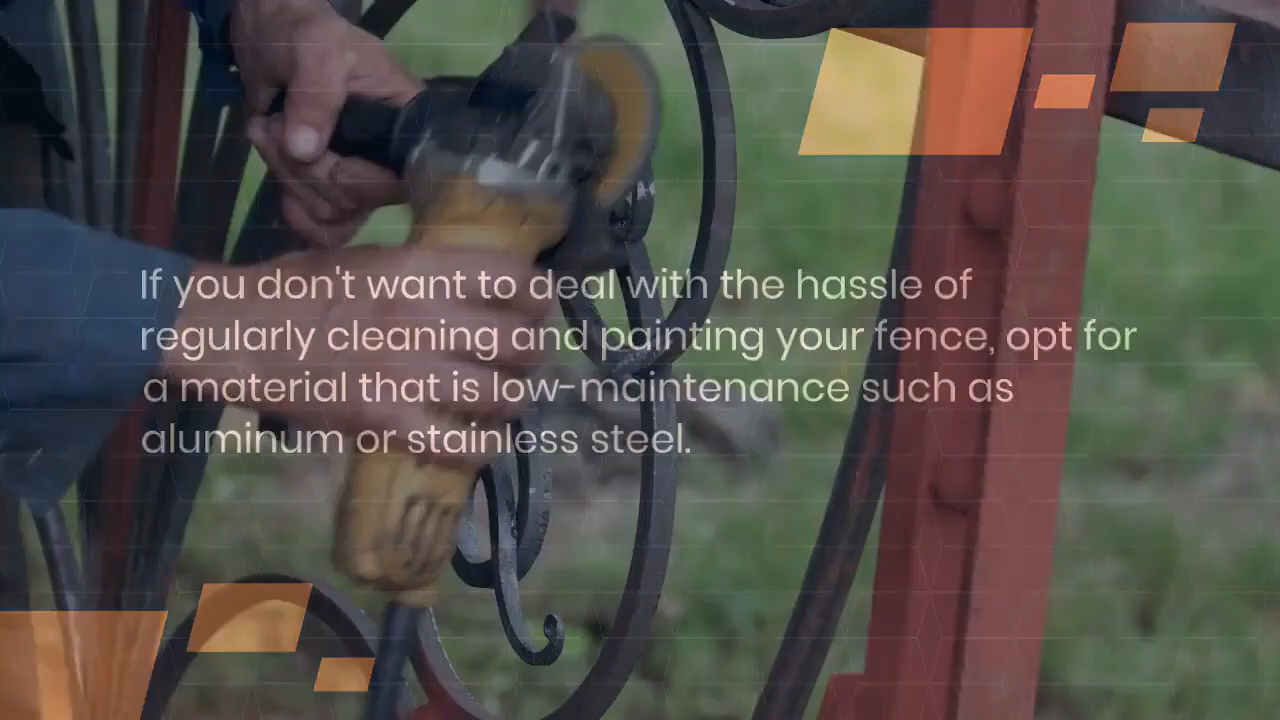 If you don't want to deal with the hassle of
regularly cleaning and painting your fence, opt for
a material that is low-maintenance such as
aluminum or stainless steel.